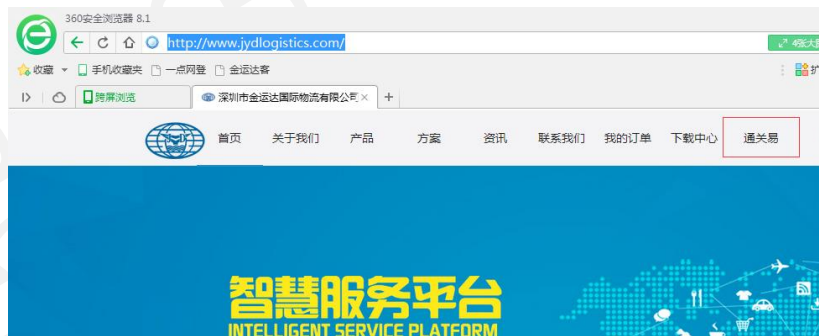 360安全浏览器 8.1
http://www.jydlogistics.com/
收藏 手机收藏夹 一点网登 金运达客
跨屏浏览 深圳市金运达国际物流有限公司
首页 关于我们 产品 方案 资讯 联系我们 我的订单 下载中心 通关易
智慧服务平台
INTELLIGENT SERVICE PLATFORM